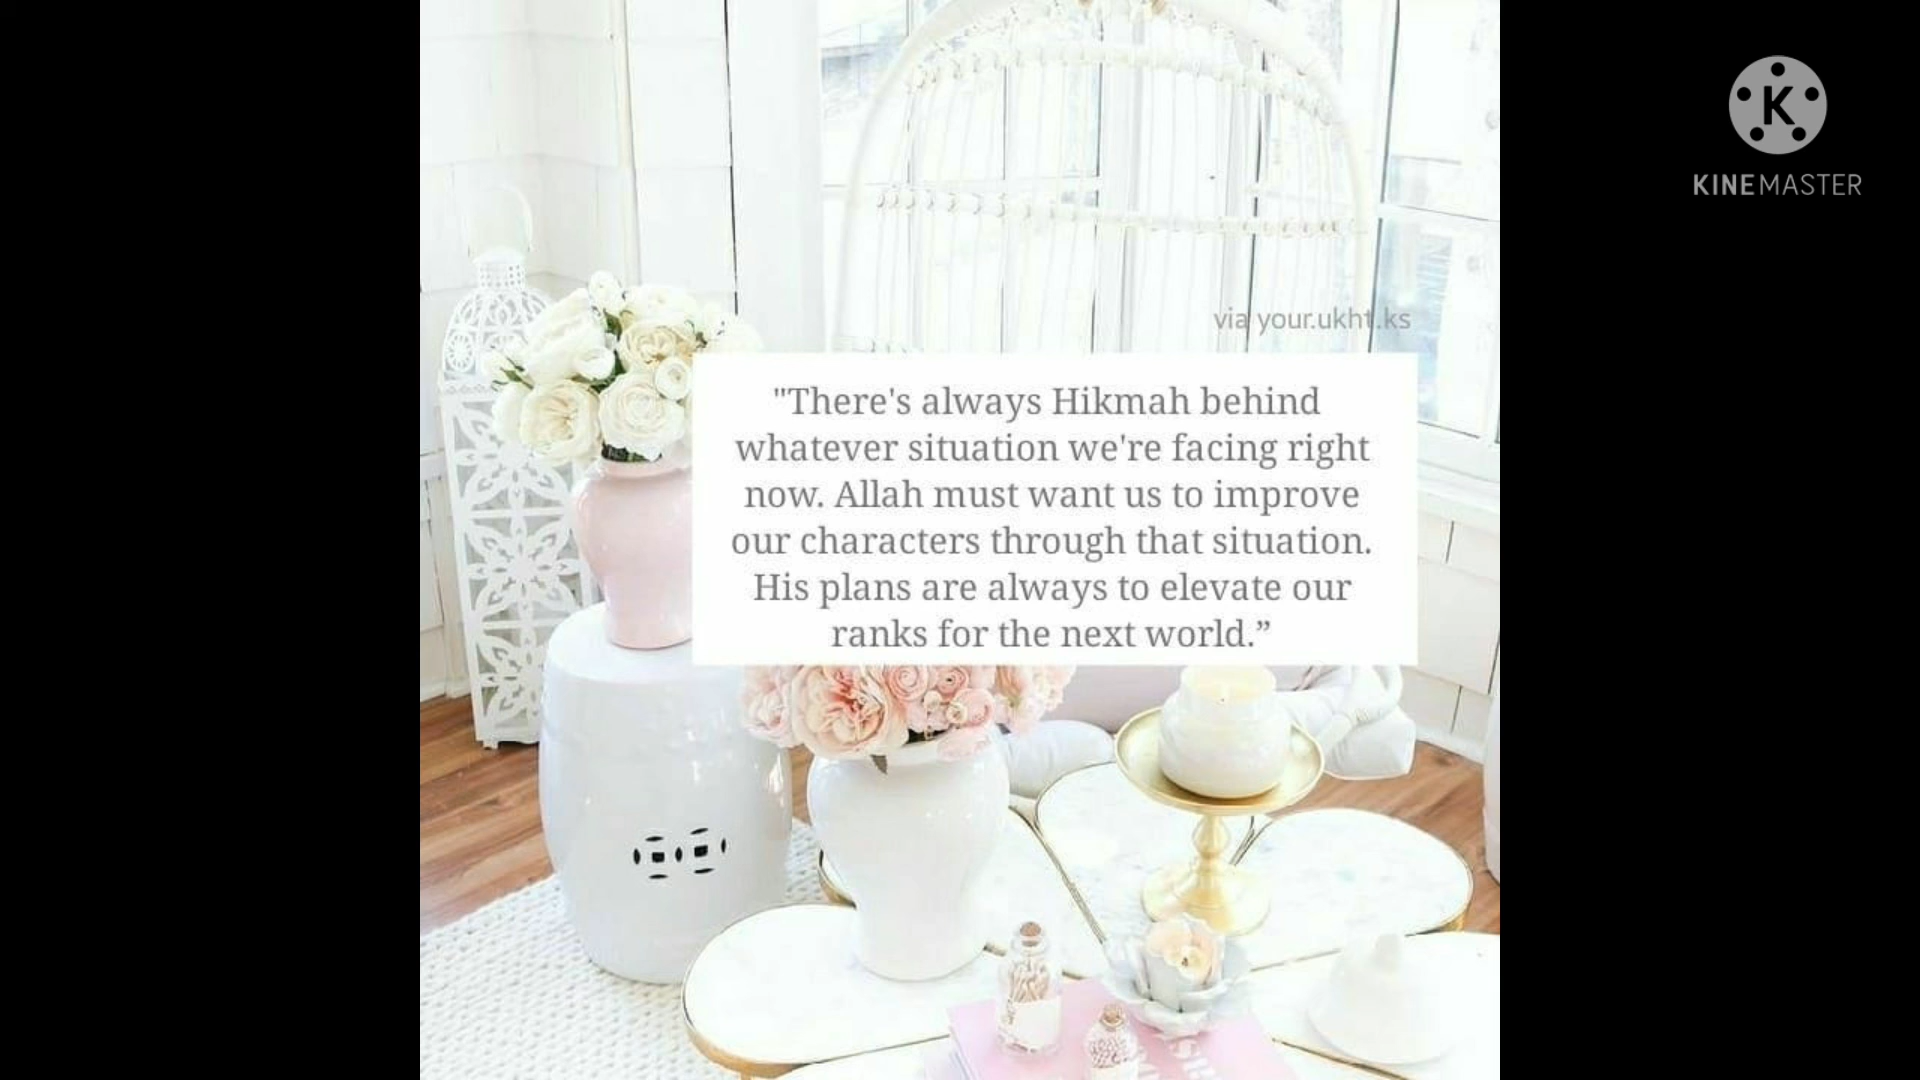 KINEMASTER
via your.ukht.ks
"There's always Hikmah behind
whatever situation we're facing right
now. Allah must want us to improve
our characters through that situation.
His plans are always to elevate our
ranks for the next world.”